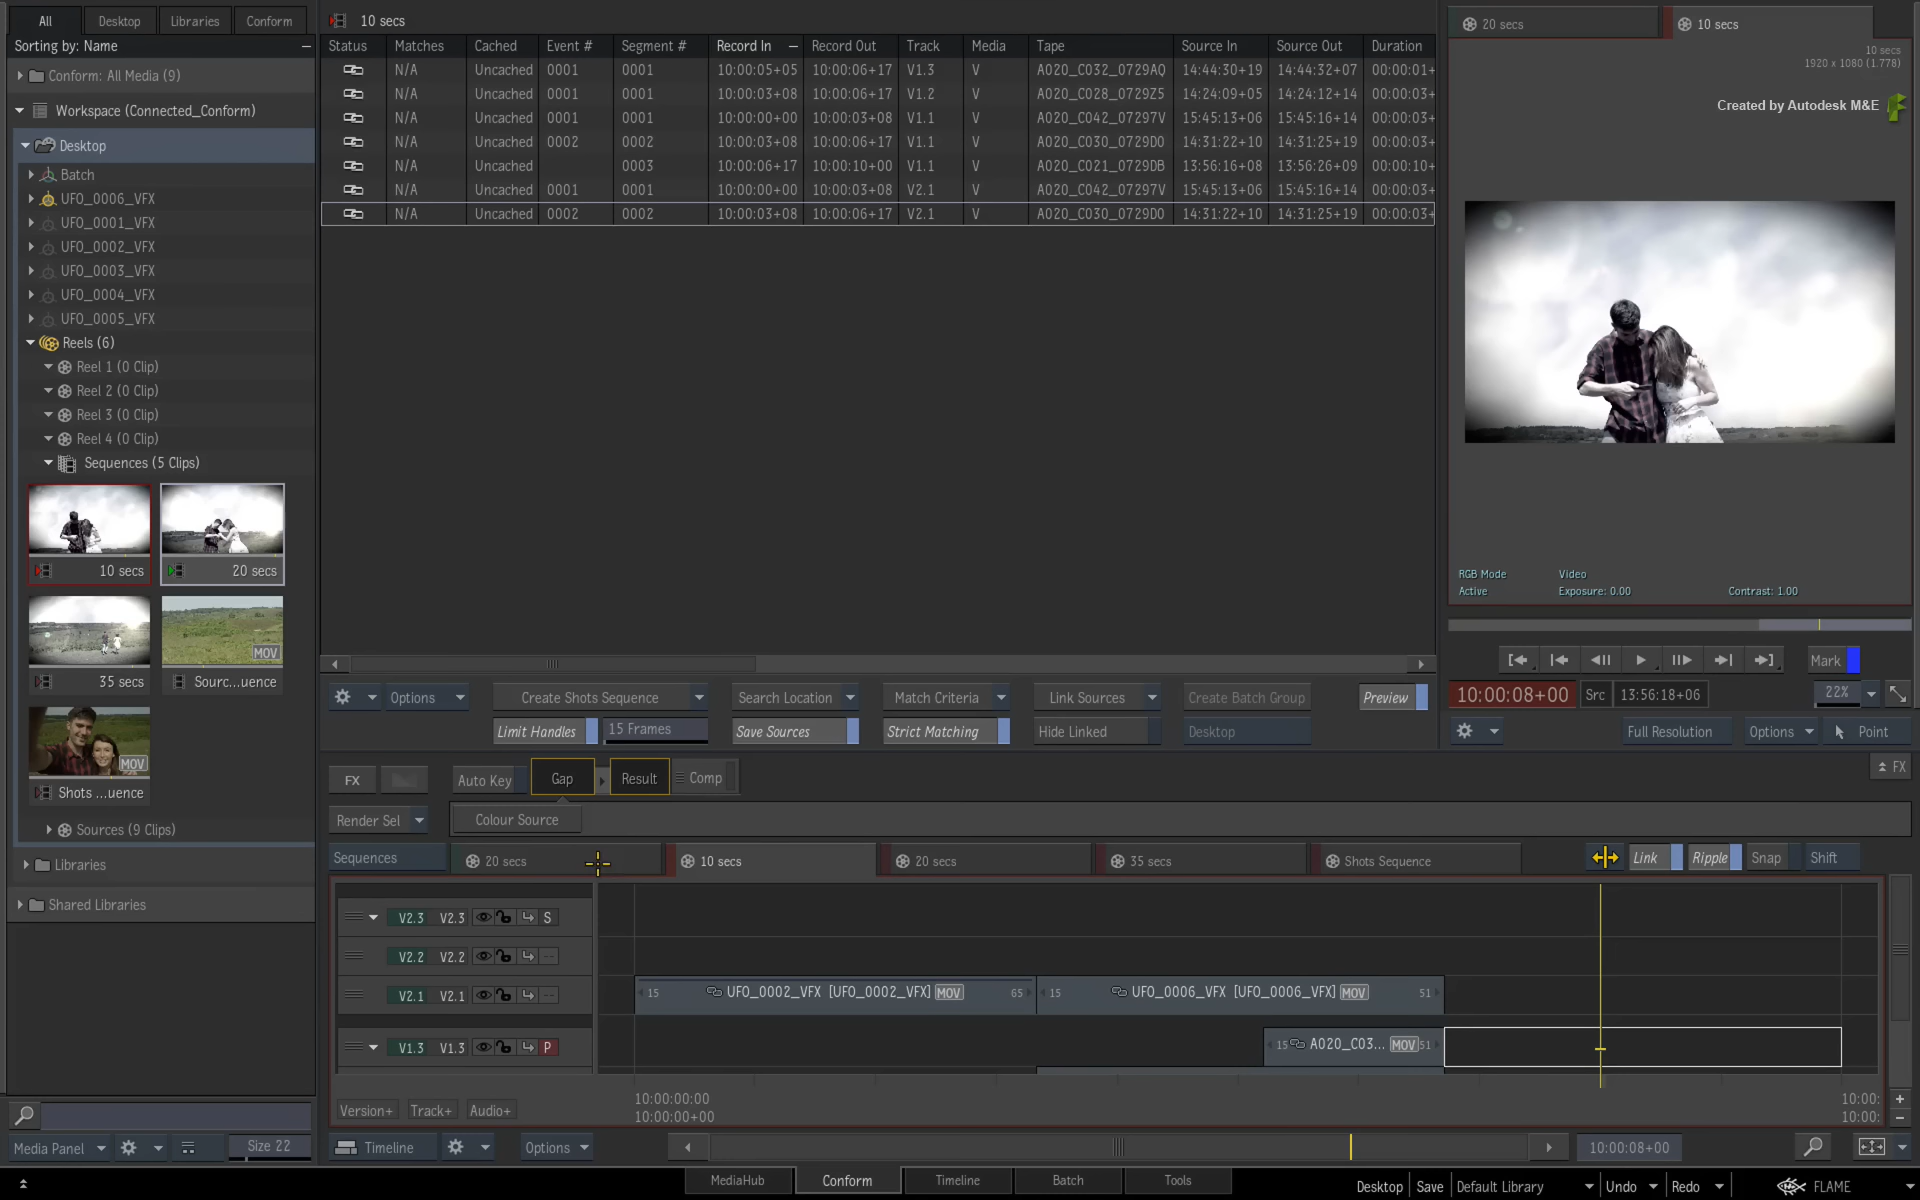 All Desktop Libraries Conform
Sorting by: Name
Conform: All Media (9)
Workspace (Connected_Conform)
Desktop
Batch
UFO_0006_VFX
UFO_0001_VFX
UFO_0002_VFX
UFO_0003_VFX
UFO_0004_VFX
UFO_0005_VFX
Reels (6)
Reel 1 (0 Clip)
Reel 2 (0 Clip)
Reel 3 (0 Clip)
Reel 4 (0 Clip)
Sequences (5 Clips)
10 secs 20 secs
MOV
35 secs Sourc...uence
MOV
Shots ...uence
Sources (9 Clips)
Libraries
Shared Libraries
Media Panel Size 22
10 secs
Status Matches Cached Event # Segment # Record In Record Out Track Media Tape Source In Source Out Duration
N/A Uncached 0001 0001 10:00:05+05 10:00:06+17 V1.3 V A020_C032_0729AQ 14:44:30+19 14:44:32+07 00:00:01+
N/A Uncached 0001 0001 10:00:03+08 10:00:06+17 V1.2 V A020_C028_0729Z5 14:24:09+05 14:24:12+14 00:00:03+
N/A Uncached 0001 0001 10:00:00+00 10:00:03+08 V1.1 V A020_C042_07297V 15:45:13+06 15:45:16+14 00:00:03+
N/A Uncached 0002 0002 10:00:03+08 10:00:06+17 V1.1 V A020_C030_0729D0 14:31:22+10 14:31:25+19 00:00:03+
N/A Uncached 0003 10:00:06+17 10:00:10+00 V1.1 V A020_C021_0729DB 13:56:16+08 13:56:26+09 00:00:10+
N/A Uncached 0001 0001 10:00:00+00 10:00:03+08 V2.1 V A020_C042_07297V 15:45:13+06 15:45:16+14 00:00:03+
N/A Uncached 0002 0002 10:00:03+08 10:00:06+17 V2.1 V A020_C030_0729D0 14:31:22+10 14:31:25+19 00:00:03+
Options Create Shots Sequence Search Location Match Criteria Link Sources Create Batch Group Preview
Limit Handles 15 Frames Save Sources Strict Matching Hide Linked Desktop
20 secs 10 secs
10 secs
1920 x 1080 (1.778)
Created by Autodesk M&E
RGB Mode Video
Active Exposure: 0.00 Contrast: 1.00
Mark
10:00:08+00 Src 13:56:18+06 22%
Full Resolution Options Point
FX Auto Key Gap Result Comp FX
Render Sel Colour Source
Sequences 20 secs 10 secs 20 secs 35 secs Shots Sequence Link Ripple Snap Shift
V2.3 V2.3 S
V2.2 V2.2
V2.1 V2.1 15 UFO_0002_VFX [UFO_0002_VFX] MOV 65 15 UFO_0006_VFX [UFO_0006_VFX] MOV 51
V1.3 V1.3 P 15 A020_C03... MOV 51
10:00:00:00 10:00:
Version+ Track+ Audio+ 10:00:00+00 10:00:
Timeline Options 10:00:08+00
MediaHub Conform Timeline Batch Tools Desktop Save Default Library Undo Redo FLAME